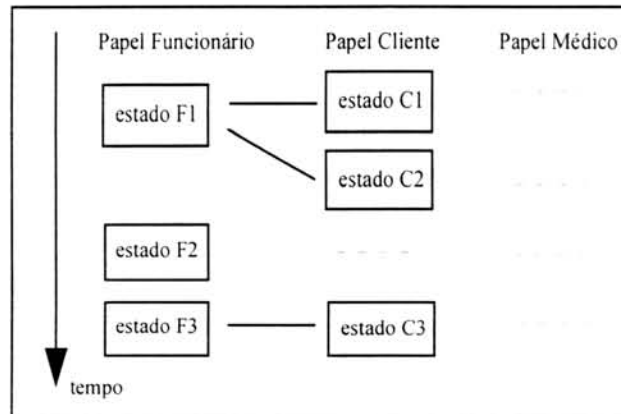 Papel Funcionário Papel Cliente Papel Médico
estado F1 estado C1
estado C2
estado F2
estado F3 estado C3
tempo